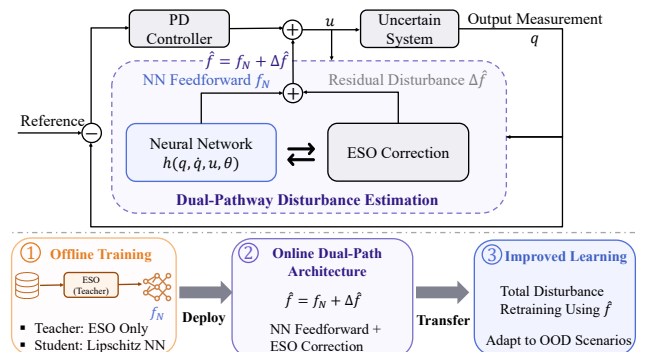 PD
Controller
u
Uncertain
System
Output Measurement
q
f̂ = f_N + Δf̂
NN Feedforward f_N
Residual Disturbance Δf̂
Reference
Neural Network
h(q, q̇, u, θ)
ESO Correction
Dual-Pathway Disturbance Estimation
① Offline Training
ESO
(Teacher)
f_N
▪ Teacher: ESO Only
▪ Student: Lipschitz NN
Deploy
② Online Dual-Path
Architecture
f̂ = f_N + Δf̂
NN Feedforward +
ESO Correction
Transfer
③ Improved Learning
Total Disturbance
Retraining Using f̂
Adapt to OOD Scenarios